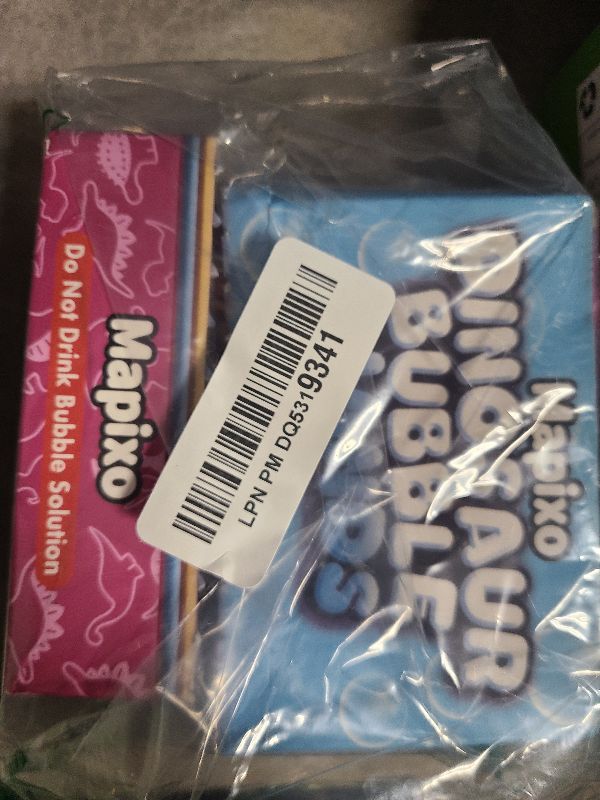 Mapixo
Do Not Drink Bubble Solution
LPN PM DQ5319341
Mapixo
DINOSAUR
BUBBLE